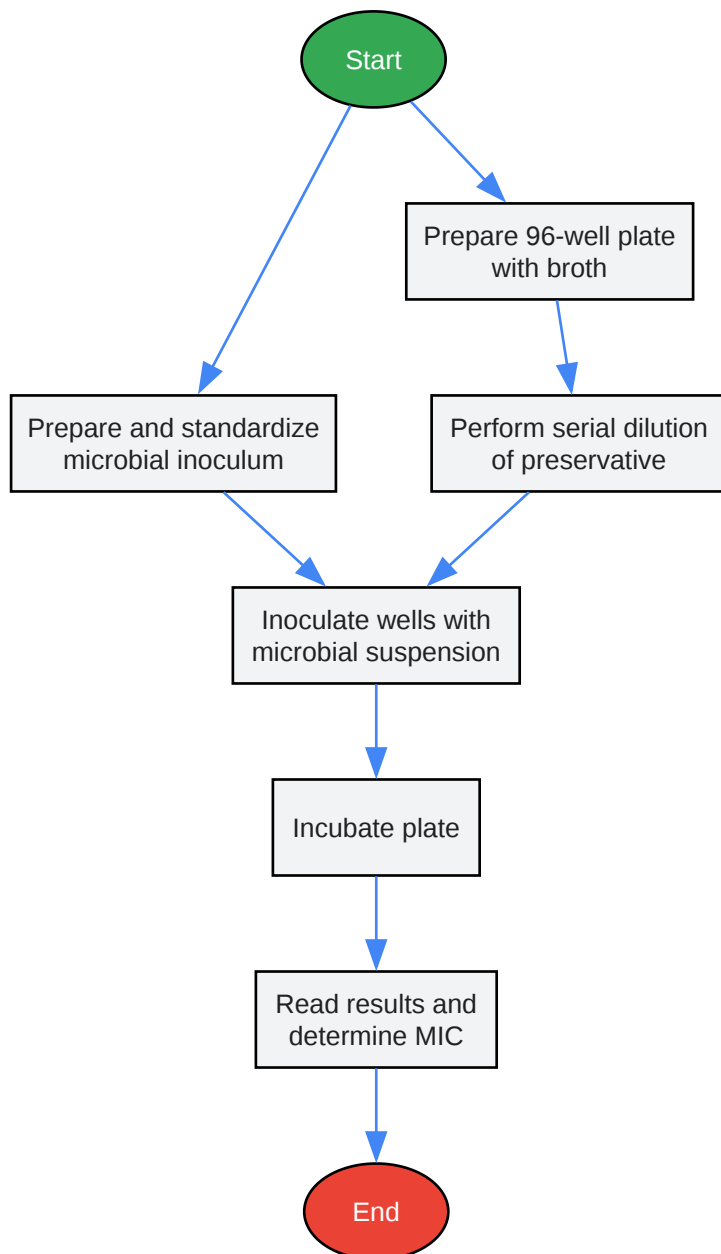 Start
Prepare 96-well plate
with broth
Prepare and standardize
microbial inoculum
Perform serial dilution
of preservative
Inoculate wells with
microbial suspension
Incubate plate
Read results and
determine MIC
End